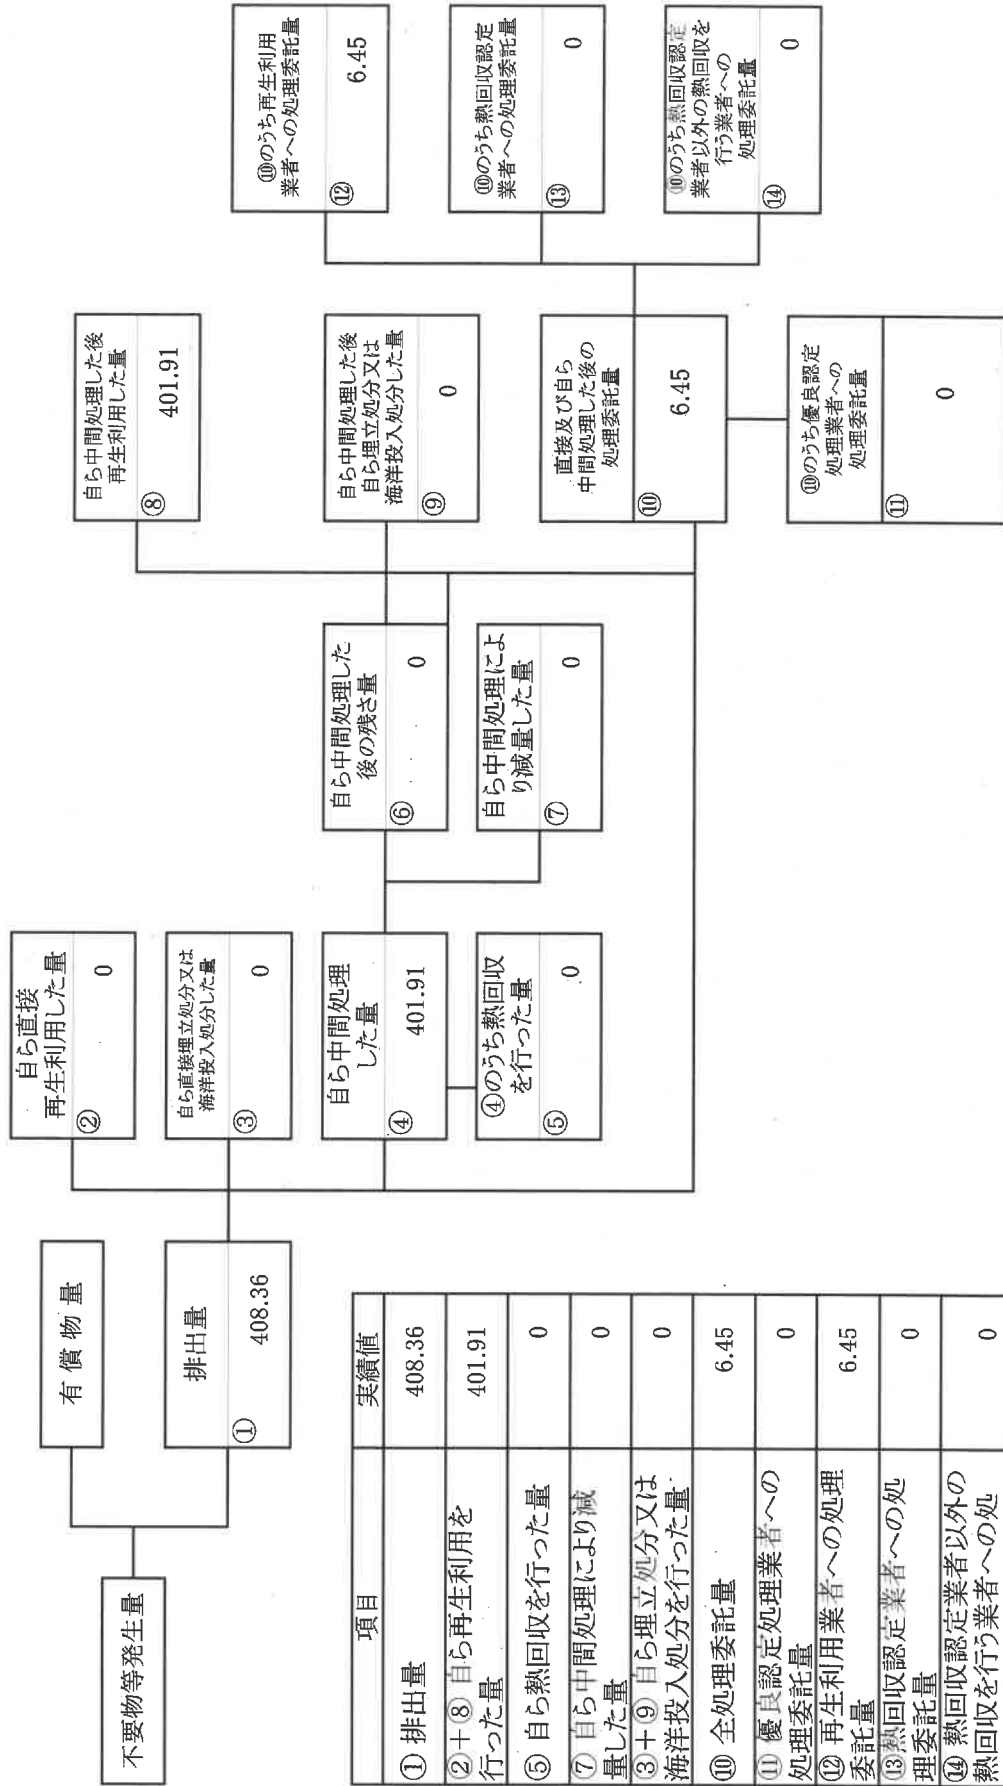 不要物等発生量
有償物量
排出量
①
408.36
自ら直接
再生利用した量
②
0
自ら直接埋立処分又は
海洋投入処分した量
③
0
自ら中間処理
した量
④
401.91
④のうち熱回収
を行った量
⑤
0
自ら中間処理した
後の残さ量
⑥
0
自ら中間処理によ
り減量した量
⑦
0
自ら中間処理した後
再生利用した量
⑧
401.91
自ら中間処理した後
自ら埋立処分又は
海洋投入処分した量
⑨
0
直接及び自ら
中間処理した後の
処理委託量
⑩
6.45
⑩のうち優良認定
処理業者への
処理委託量
⑪
0
⑩のうち再生利用
業者への処理委託量
⑫
6.45
⑩のうち熱回収認定
業者への処理委託量
⑬
0
⑩のうち熱回収認定
業者以外の熱回収を
行う業者への
処理委託量
⑭
0
項目 実績値
① 排出量 408.36
②+⑧ 自ら再生利用を
行った量 401.91
⑤ 自ら熱回収を行った量 0
⑦ 自ら中間処理により減
量した量 0
③+⑨ 自ら埋立処分又は
海洋投入処分を行った量 0
⑩ 全処理委託量 6.45
⑪ 優良認定処理業者への
処理委託量 0
⑫ 再生利用業者への処理
委託量 6.45
⑬熱回収認定業者への処
理委託量 0
⑭ 熱回収認定業者以外の
熱回収を行う業者への処 0